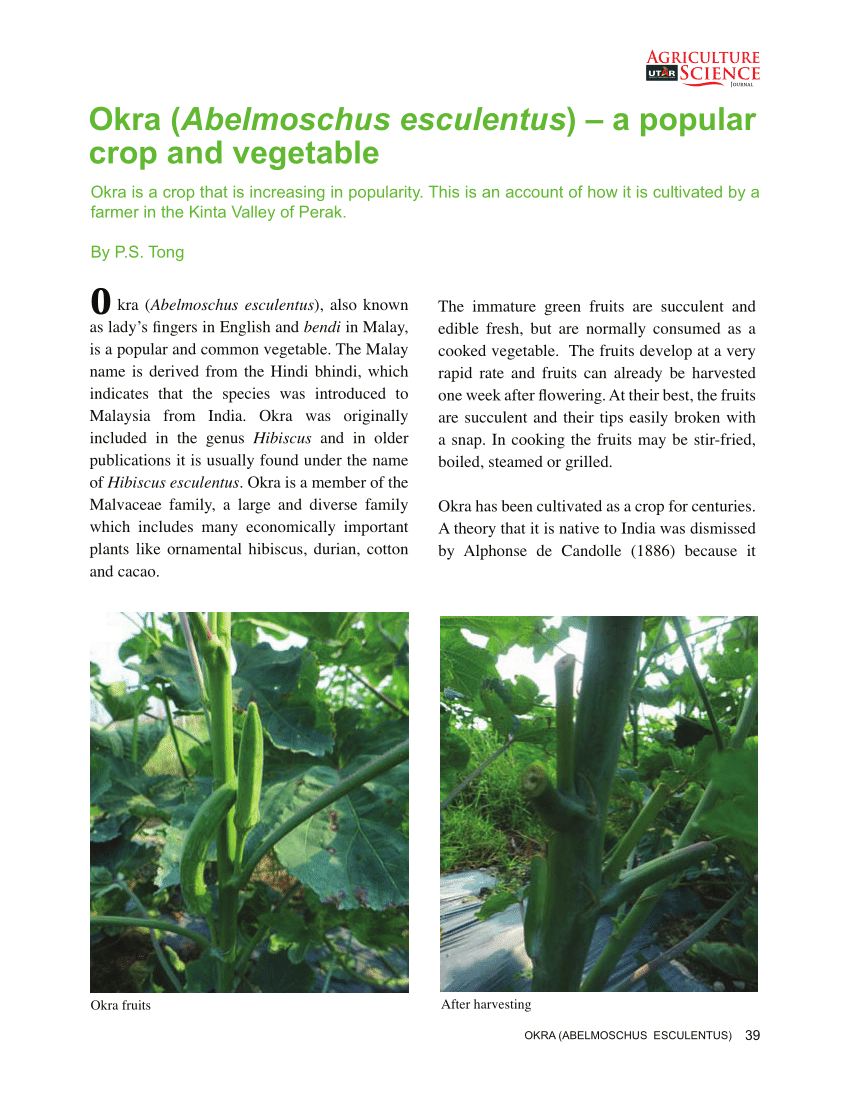 AGRICULTURE
UTAR SCIENCE
JOURNAL
Okra (Abelmoschus esculentus) – a popular
crop and vegetable
Okra is a crop that is increasing in popularity. This is an account of how it is cultivated by a
farmer in the Kinta Valley of Perak.
By P.S. Tong
Okra (Abelmoschus esculentus), also known
as lady’s fingers in English and bendi in Malay,
is a popular and common vegetable. The Malay
name is derived from the Hindi bhindi, which
indicates that the species was introduced to
Malaysia from India. Okra was originally
included in the genus Hibiscus and in older
publications it is usually found under the name
of Hibiscus esculentus. Okra is a member of the
Malvaceae family, a large and diverse family
which includes many economically important
plants like ornamental hibiscus, durian, cotton
and cacao.
The immature green fruits are succulent and
edible fresh, but are normally consumed as a
cooked vegetable. The fruits develop at a very
rapid rate and fruits can already be harvested
one week after flowering. At their best, the fruits
are succulent and their tips easily broken with
a snap. In cooking the fruits may be stir-fried,
boiled, steamed or grilled.
Okra has been cultivated as a crop for centuries.
A theory that it is native to India was dismissed
by Alphonse de Candolle (1886) because it
Okra fruits
After harvesting
OKRA (ABELMOSCHUS ESCULENTUS) 39